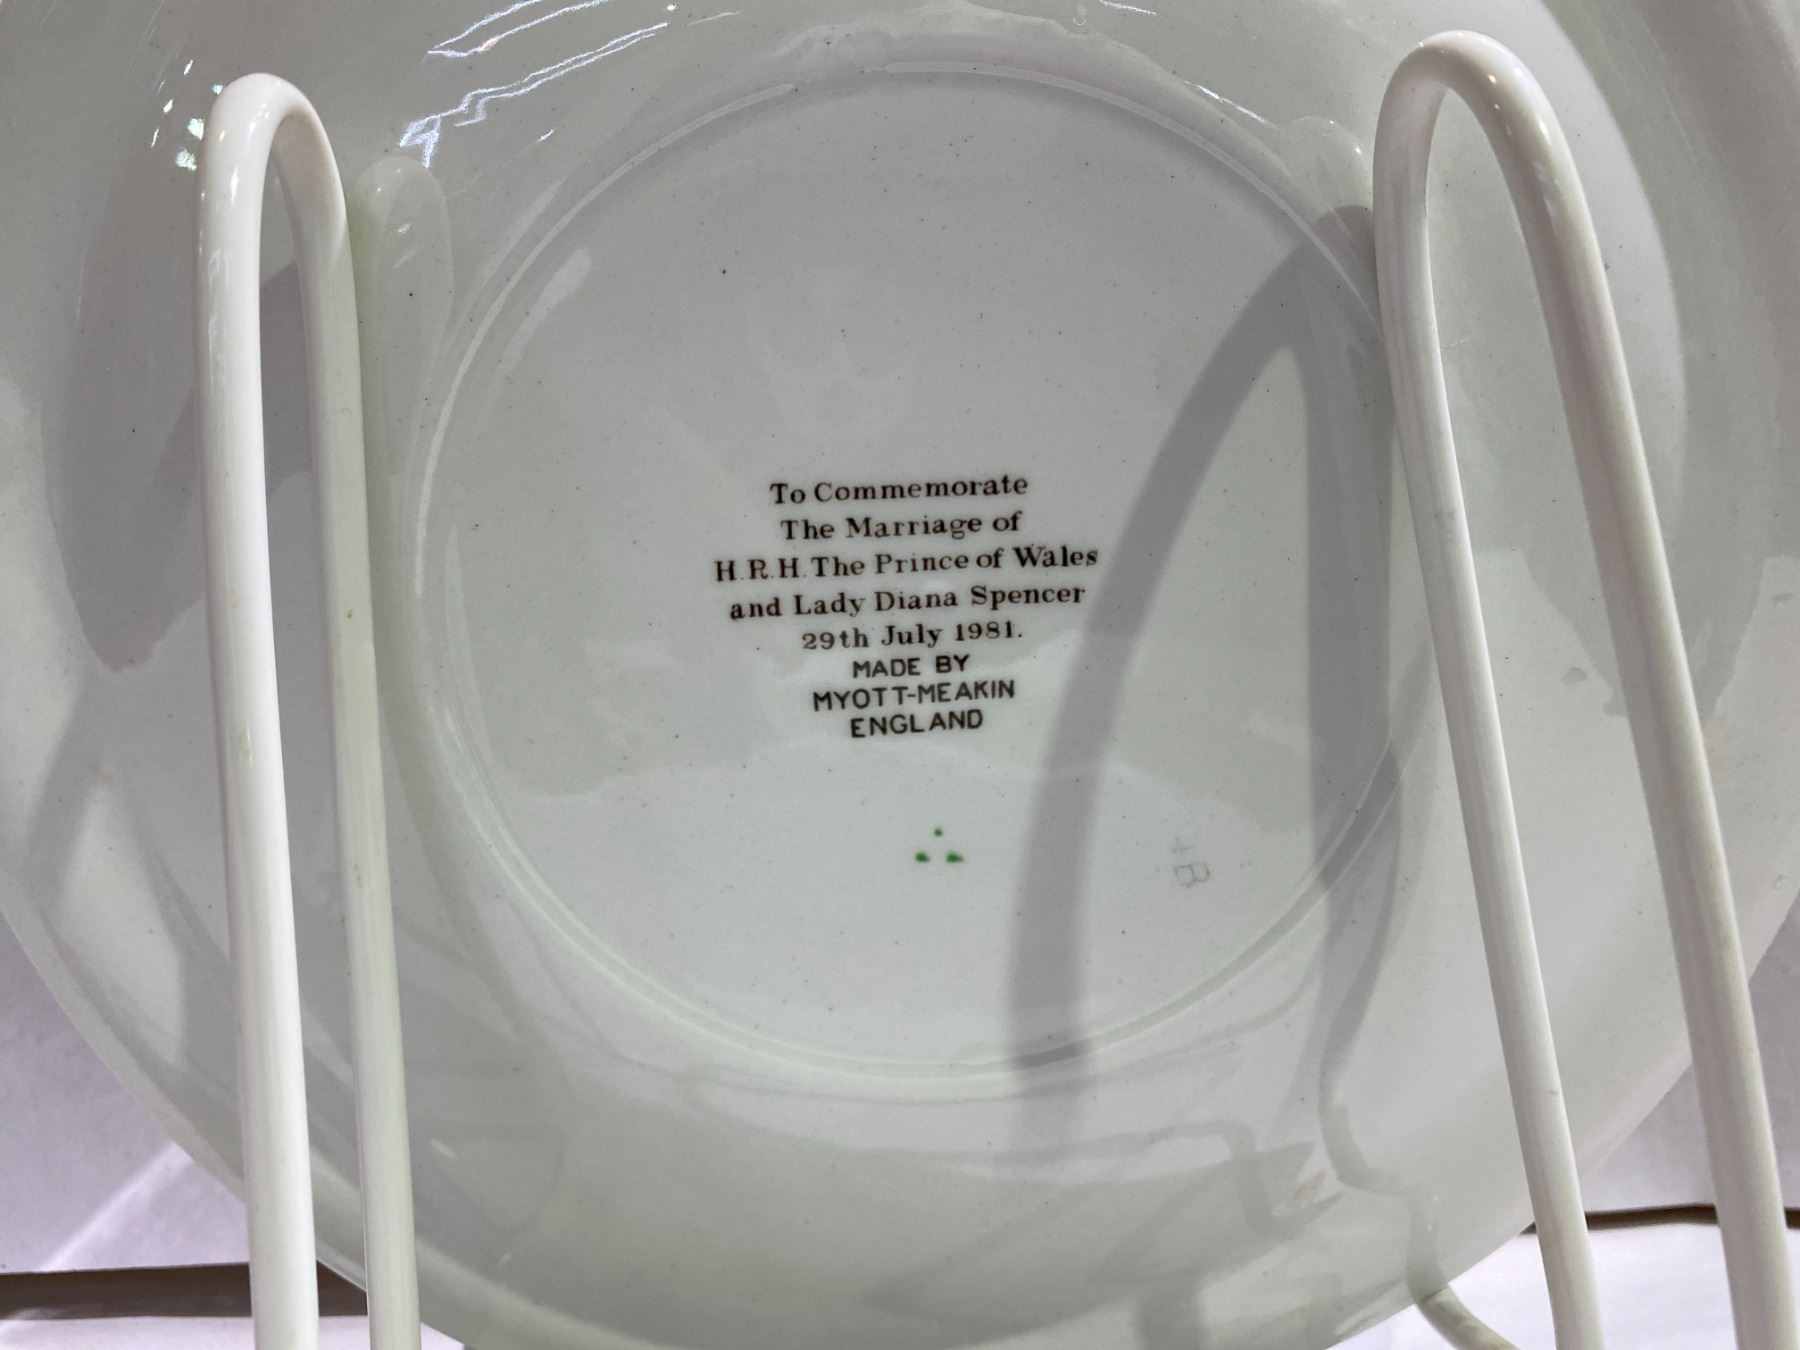 To Commemorate
The Marriage of
H.R.H. The Prince of Wales
and Lady Diana Spencer
29th July 1981.
MADE BY
MYOTT-MEAKIN
ENGLAND